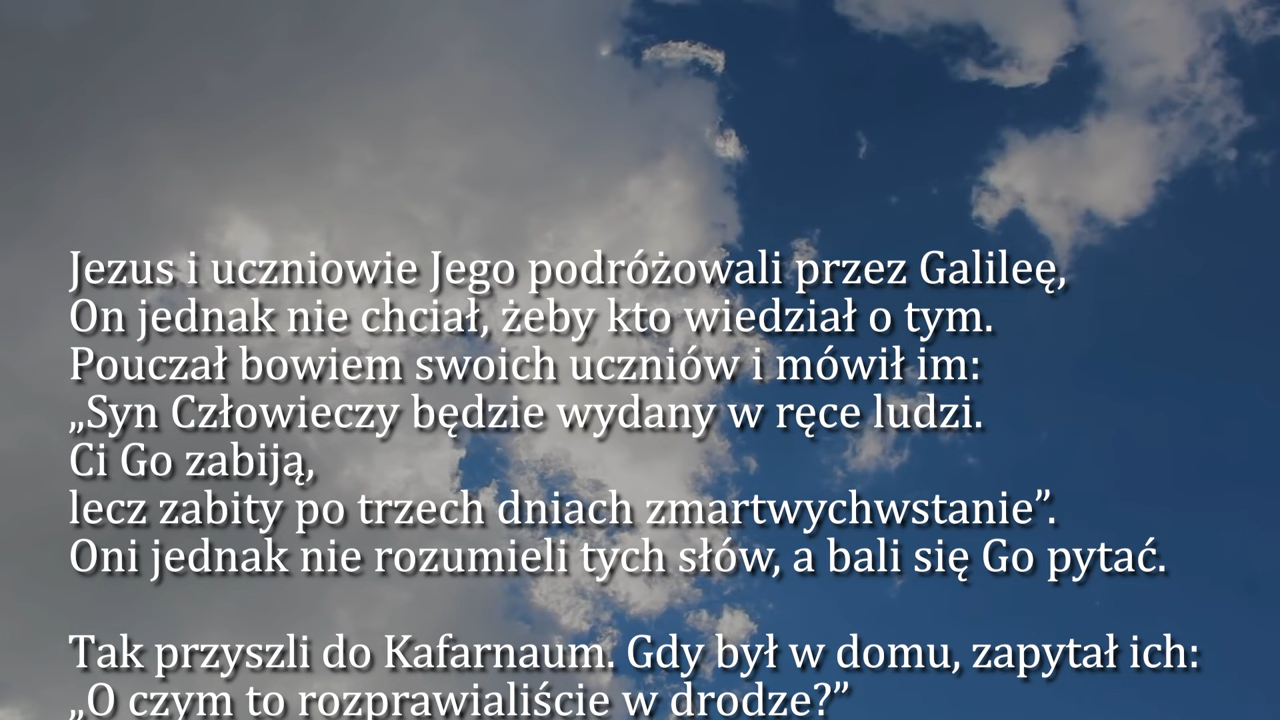 Jezus i uczniowie Jego podróżowali przez Galileę,
On jednak nie chciał, żeby kto wiedział o tym.
Pouczał bowiem swoich uczniów i mówił im:
„Syn Człowieczy będzie wydany w ręce ludzi.
Ci Go zabiją,
lecz zabity po trzech dniach zmartwychwstanie”.
Oni jednak nie rozumieli tych słów, a bali się Go pytać.
Tak przyszli do Kafarnaum. Gdy był w domu, zapytał ich:
„O czym to rozprawialiście w drodze?”